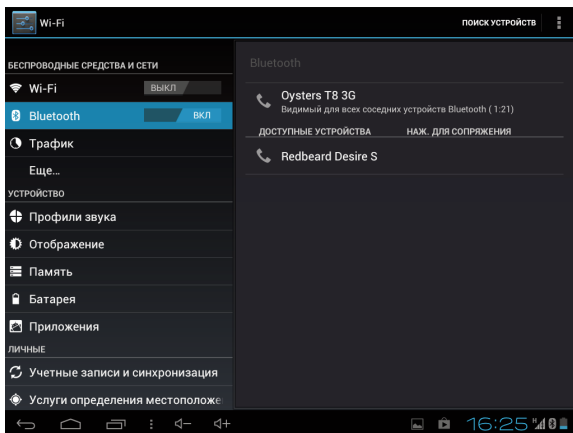 Wi-Fi
ПОИСК УСТРОЙСТВ
БЕСПРОВОДНЫЕ СРЕДСТВА И СЕТИ
Wi-Fi
ВЫКЛ
Bluetooth
ВКЛ
Трафик
Еще...
УСТРОЙСТВО
Профили звука
Отображение
Память
Батарея
Приложения
ЛИЧНЫЕ
Учетные записи и синхронизация
Услуги определения местоположе
Bluetooth
Oysters T8 3G
Видимый для всех соседних устройств Bluetooth ( 1:21)
ДОСТУПНЫЕ УСТРОЙСТВА НАЖ. ДЛЯ СОПРЯЖЕНИЯ
Redbeard Desire S
16:25